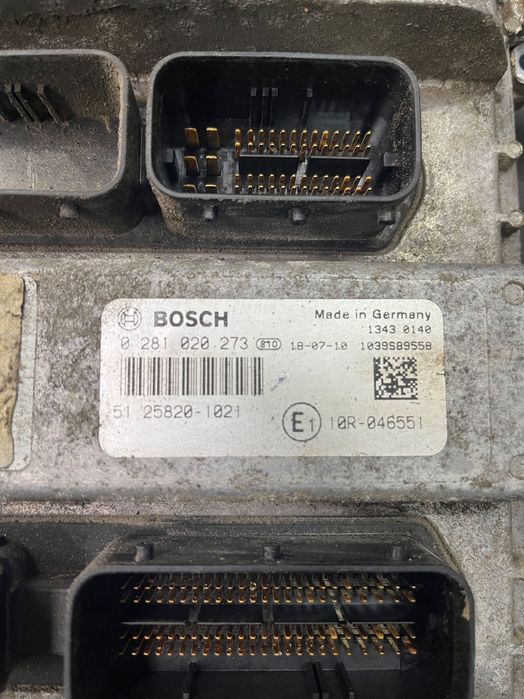 BOSCH
Made in Germany
1343 0140
0 281 020 273 810 18-07-10 1039S89558
51 25820-1021
E1 10R-046551